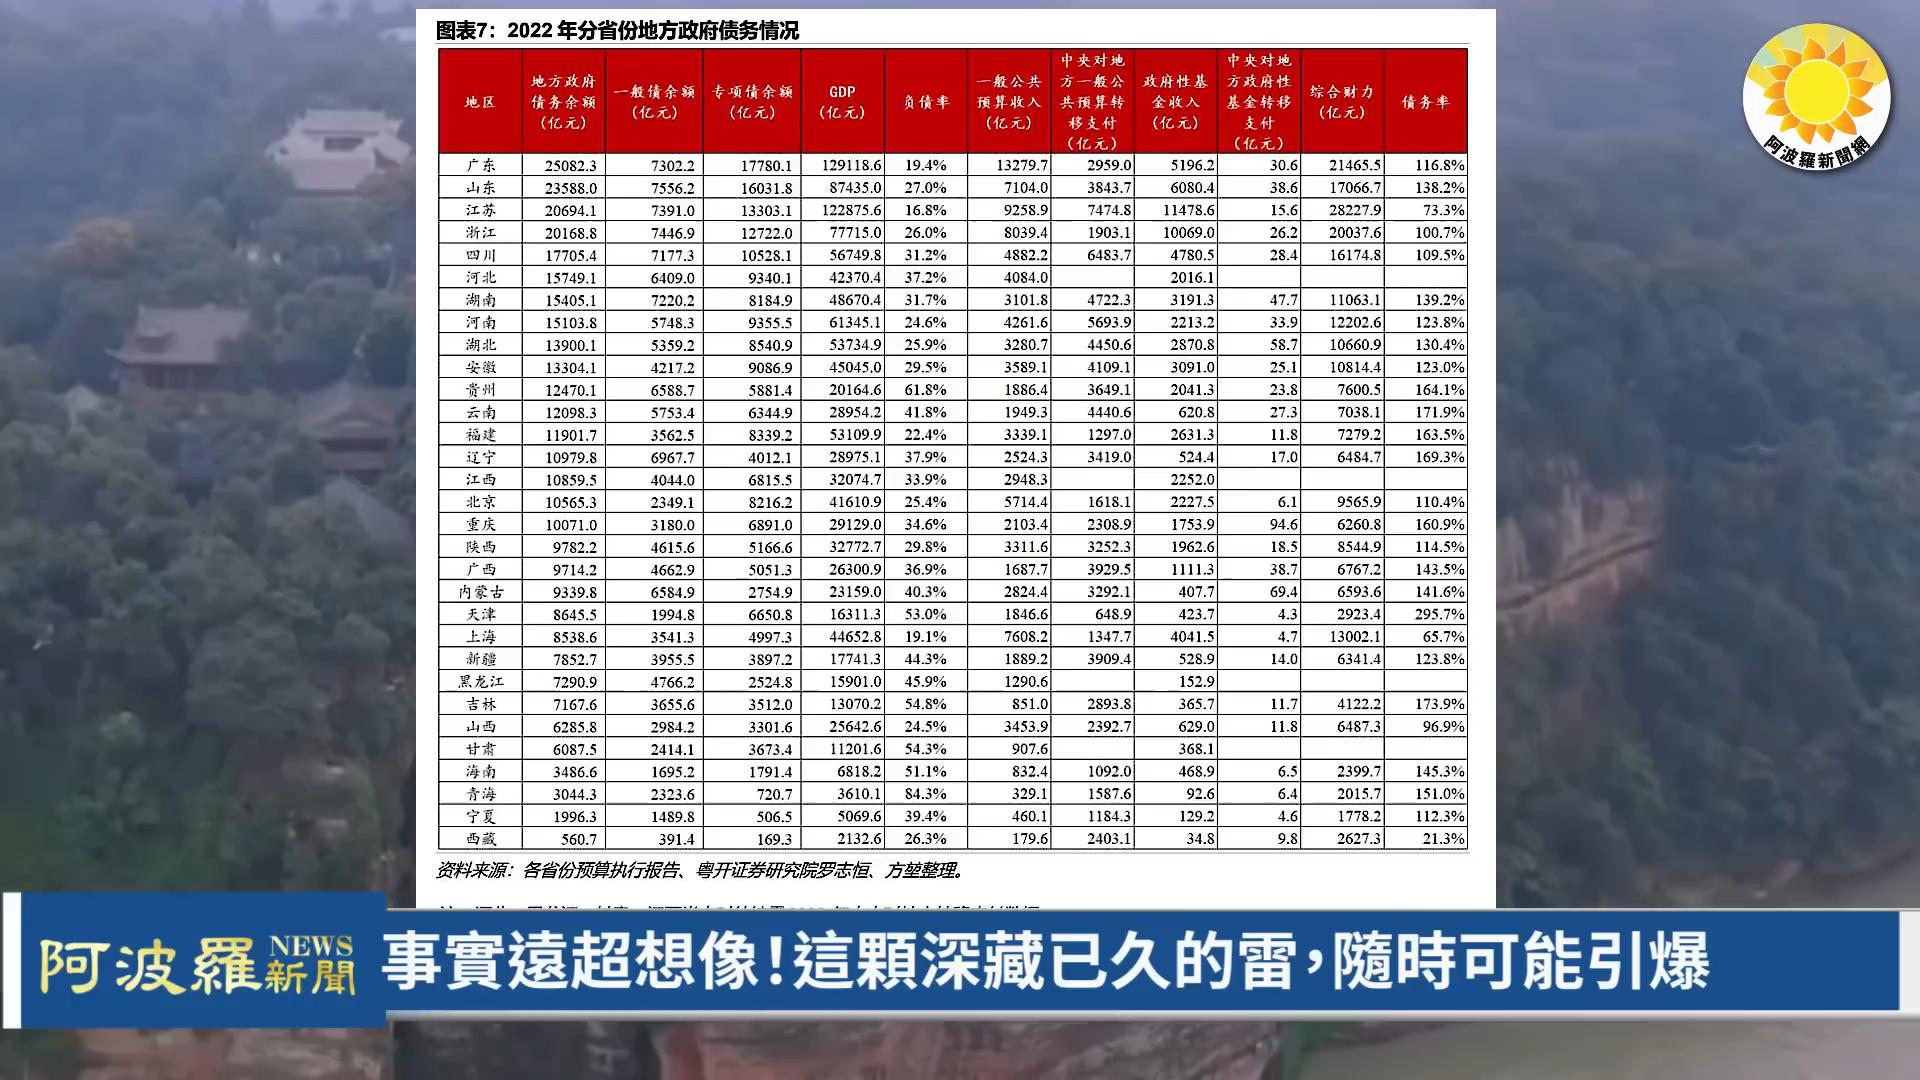 图表7：2022 年分省份地方政府债务情况
地区 地方政府债务余额（亿元） 一般债余额（亿元） 专项债余额（亿元） GDP（亿元） 负债率 一般公共预算收入（亿元） 中央对地方一般公共预算转移支付（亿元） 政府性基金收入（亿元） 中央对地方政府性基金转移支付（亿元） 综合财力（亿元） 债务率
广东 25082.3 7302.2 17780.1 129118.6 19.4% 13279.7 2959.0 5196.2 30.6 21465.5 116.8%
山东 23588.0 7556.2 16031.8 87435.0 27.0% 7104.0 3843.7 6080.4 38.6 17066.7 138.2%
江苏 20694.1 7391.0 13303.1 122875.6 16.8% 9258.9 7474.8 11478.6 15.6 28227.9 73.3%
浙江 20168.8 7446.9 12722.0 77715.0 26.0% 8039.4 1903.1 10069.0 26.2 20037.6 100.7%
四川 17705.4 7177.3 10528.1 56749.8 31.2% 4882.2 6483.7 4780.5 28.4 16174.8 109.5%
河北 15749.1 6409.0 9340.1 42370.4 37.2% 4084.0 2016.1
湖南 15405.1 7220.2 8184.9 48670.4 31.7% 3101.8 4722.3 3191.3 47.7 11063.1 139.2%
河南 15103.8 5748.3 9355.5 61345.1 24.6% 4261.6 5693.9 2213.2 33.9 12202.6 123.8%
湖北 13900.1 5359.2 8540.9 53734.9 25.9% 3280.7 4450.6 2870.8 58.7 10660.9 130.4%
安徽 13304.1 4217.2 9086.9 45045.0 29.5% 3589.1 4109.1 3091.0 25.1 10814.4 123.0%
贵州 12470.1 6588.7 5881.4 20164.6 61.8% 1886.4 3649.1 2041.3 23.8 7600.5 164.1%
云南 12098.3 5753.4 6344.9 28954.2 41.8% 1949.3 4440.6 620.8 27.3 7038.1 171.9%
福建 11901.7 3562.5 8339.2 53109.9 22.4% 3339.1 1297.0 2631.3 11.8 7279.2 163.5%
辽宁 10979.8 6967.7 4012.1 28975.1 37.9% 2524.3 3419.0 524.4 17.0 6484.7 169.3%
江西 10859.5 4044.0 6815.5 32074.7 33.9% 2948.3 2252.0
北京 10565.3 2349.1 8216.2 41610.9 25.4% 5714.4 1618.1 2227.5 6.1 9565.9 110.4%
重庆 10071.0 3180.0 6891.0 29129.0 34.6% 2103.4 2308.9 1753.9 94.6 6260.8 160.9%
陕西 9782.2 4615.6 5166.6 32772.7 29.8% 3311.6 3252.3 1962.6 18.5 8544.9 114.5%
广西 9714.2 4662.9 5051.3 26300.9 36.9% 1687.7 3929.5 1111.3 38.7 6767.2 143.5%
内蒙古 9339.8 6584.9 2754.9 23159.0 40.3% 2824.4 3292.1 407.7 69.4 6593.6 141.6%
天津 8645.5 1994.8 6650.8 16311.3 53.0% 1846.6 648.9 423.7 4.3 2923.4 295.7%
上海 8538.6 3541.3 4997.3 44652.8 19.1% 7608.2 1347.7 4041.5 4.7 13002.1 65.7%
新疆 7852.7 3955.5 3897.2 17741.3 44.3% 1889.2 3909.4 528.9 14.0 6341.4 123.8%
黑龙江 7290.9 4766.2 2524.8 15901.0 45.9% 1290.6 152.9
吉林 7167.6 3655.6 3512.0 13070.2 54.8% 851.0 2893.8 365.7 11.7 4122.2 173.9%
山西 6285.8 2984.2 3301.6 25642.6 24.5% 3453.9 2392.7 629.0 11.8 6487.3 96.9%
甘肃 6087.5 2414.1 3673.4 11201.6 54.3% 907.6 368.1
海南 3486.6 1695.2 1791.4 6818.2 51.1% 832.4 1092.0 468.9 6.5 2399.7 145.3%
青海 3044.3 2323.6 720.7 3610.1 84.3% 329.1 1587.6 92.6 6.4 2015.7 151.0%
宁夏 1996.3 1489.8 506.5 5069.6 39.4% 460.1 1184.3 129.2 4.6 1778.2 112.3%
西藏 560.7 391.4 169.3 2132.6 26.3% 179.6 2403.1 34.8 9.8 2627.3 21.3%
资料来源：各省份预算执行报告、粤开证券研究院罗志恒、方堃整理。
阿波羅新聞網
阿波羅 NEWS 新聞
事實遠超想像！這顆深藏已久的雷，隨時可能引爆